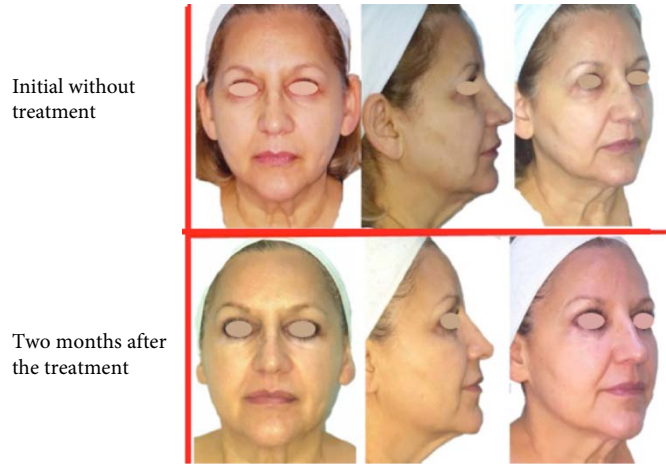 Initial without
treatment
Two months after
the treatment